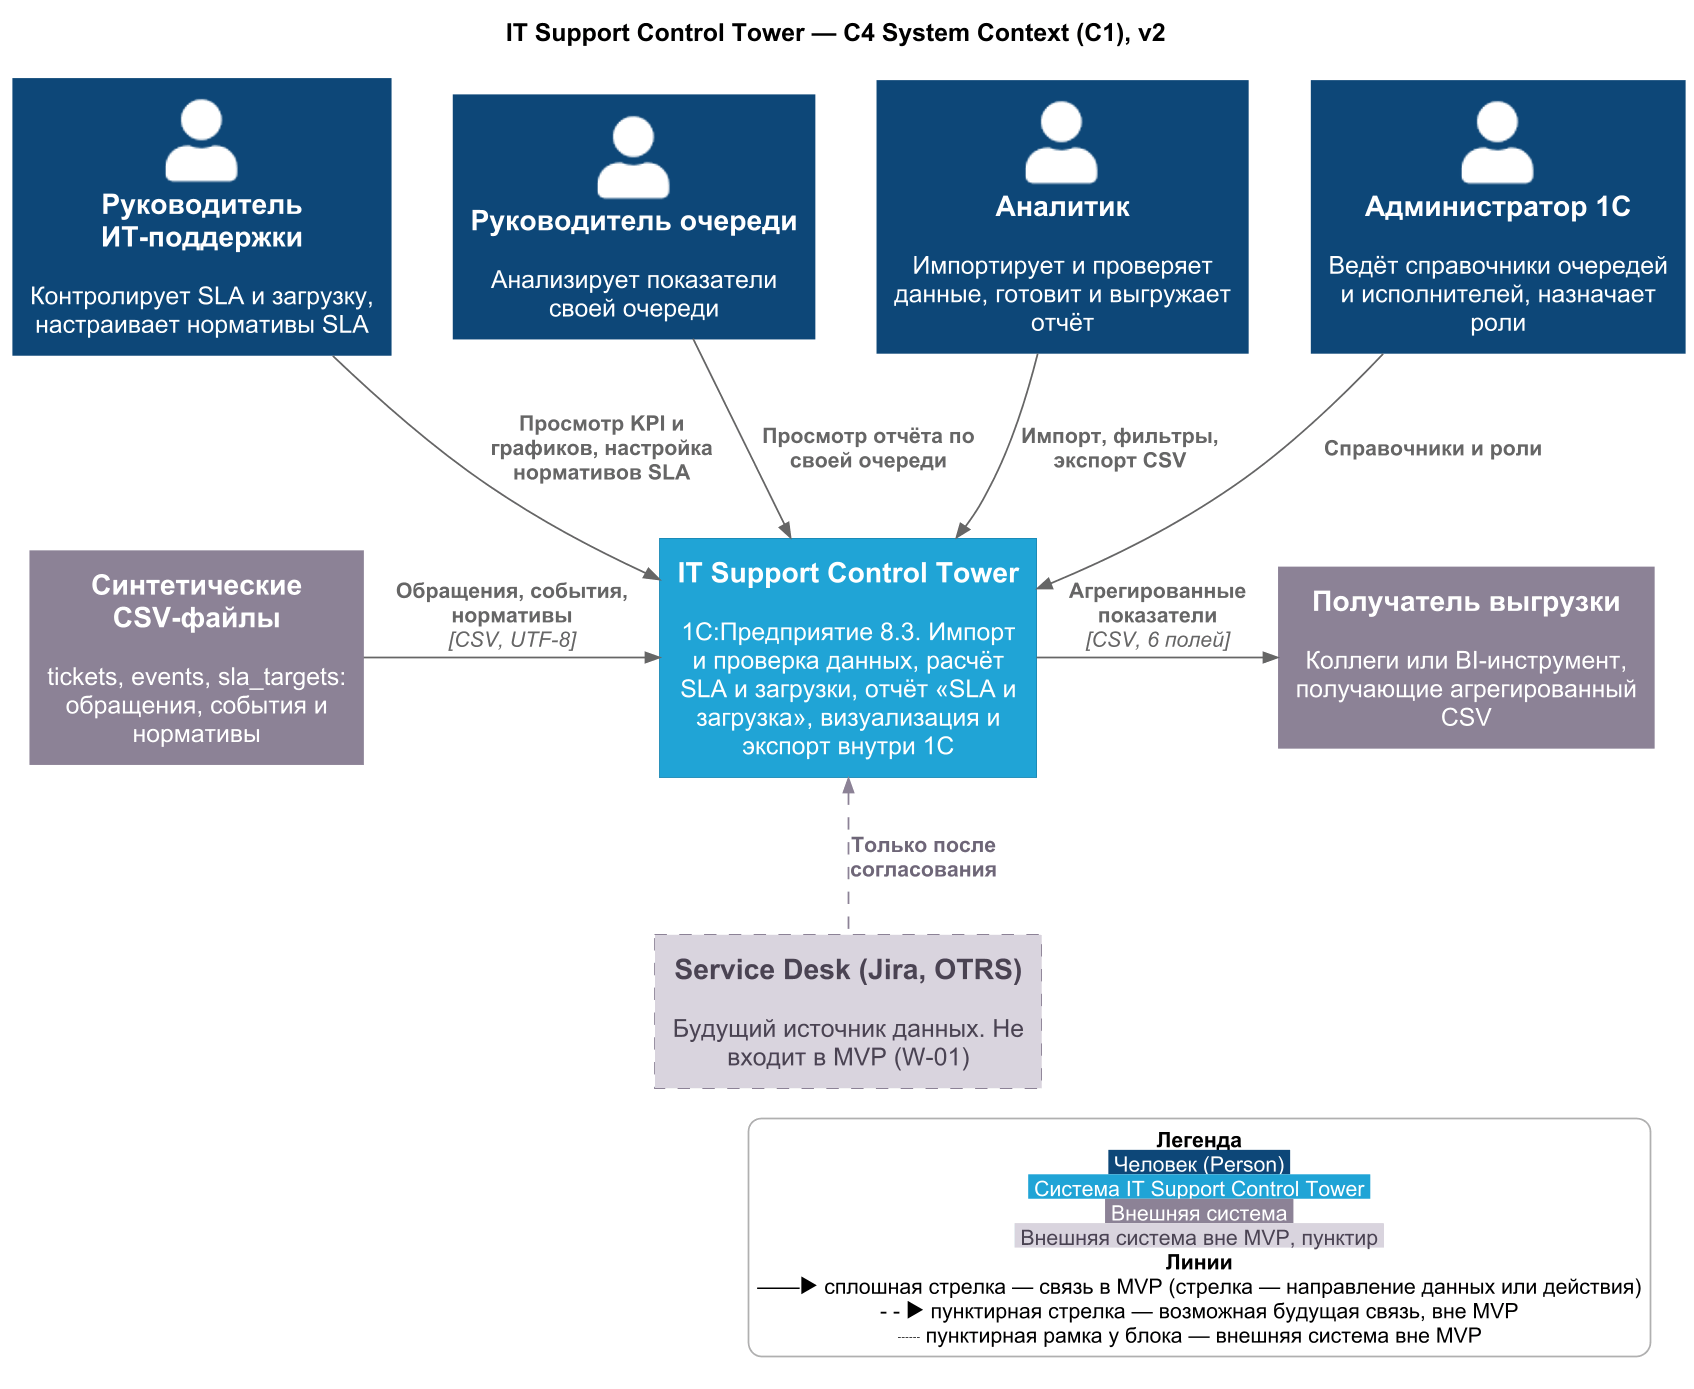 IT Support Control Tower — C4 System Context (C1), v2
Руководитель
ИТ-поддержки
Контролирует SLA и загрузку,
настраивает нормативы SLA
Руководитель очереди
Анализирует показатели
своей очереди
Аналитик
Импортирует и проверяет
данные, готовит и выгружает
отчёт
Администратор 1С
Ведёт справочники очередей
и исполнителей, назначает
роли
Просмотр KPI и
графиков, настройка
нормативов SLA
Просмотр отчёта по
своей очереди
Импорт, фильтры,
экспорт CSV
Справочники и роли
Синтетические
CSV-файлы
tickets, events, sla_targets:
обращения, события и
нормативы
Обращения, события,
нормативы
[CSV, UTF-8]
IT Support Control Tower
1С:Предприятие 8.3. Импорт
и проверка данных, расчёт
SLA и загрузки, отчёт «SLA и
загрузка», визуализация и
экспорт внутри 1С
Агрегированные
показатели
[CSV, 6 полей]
Получатель выгрузки
Коллеги или BI-инструмент,
получающие агрегированный
CSV
Только после
согласования
Service Desk (Jira, OTRS)
Будущий источник данных. Не
входит в MVP (W-01)
Легенда
Человек (Person)
Система IT Support Control Tower
Внешняя система
Внешняя система вне MVP, пунктир
Линии
сплошная стрелка — связь в MVP (стрелка — направление данных или действия)
пунктирная стрелка — возможная будущая связь, вне MVP
пунктирная рамка у блока — внешняя система вне MVP